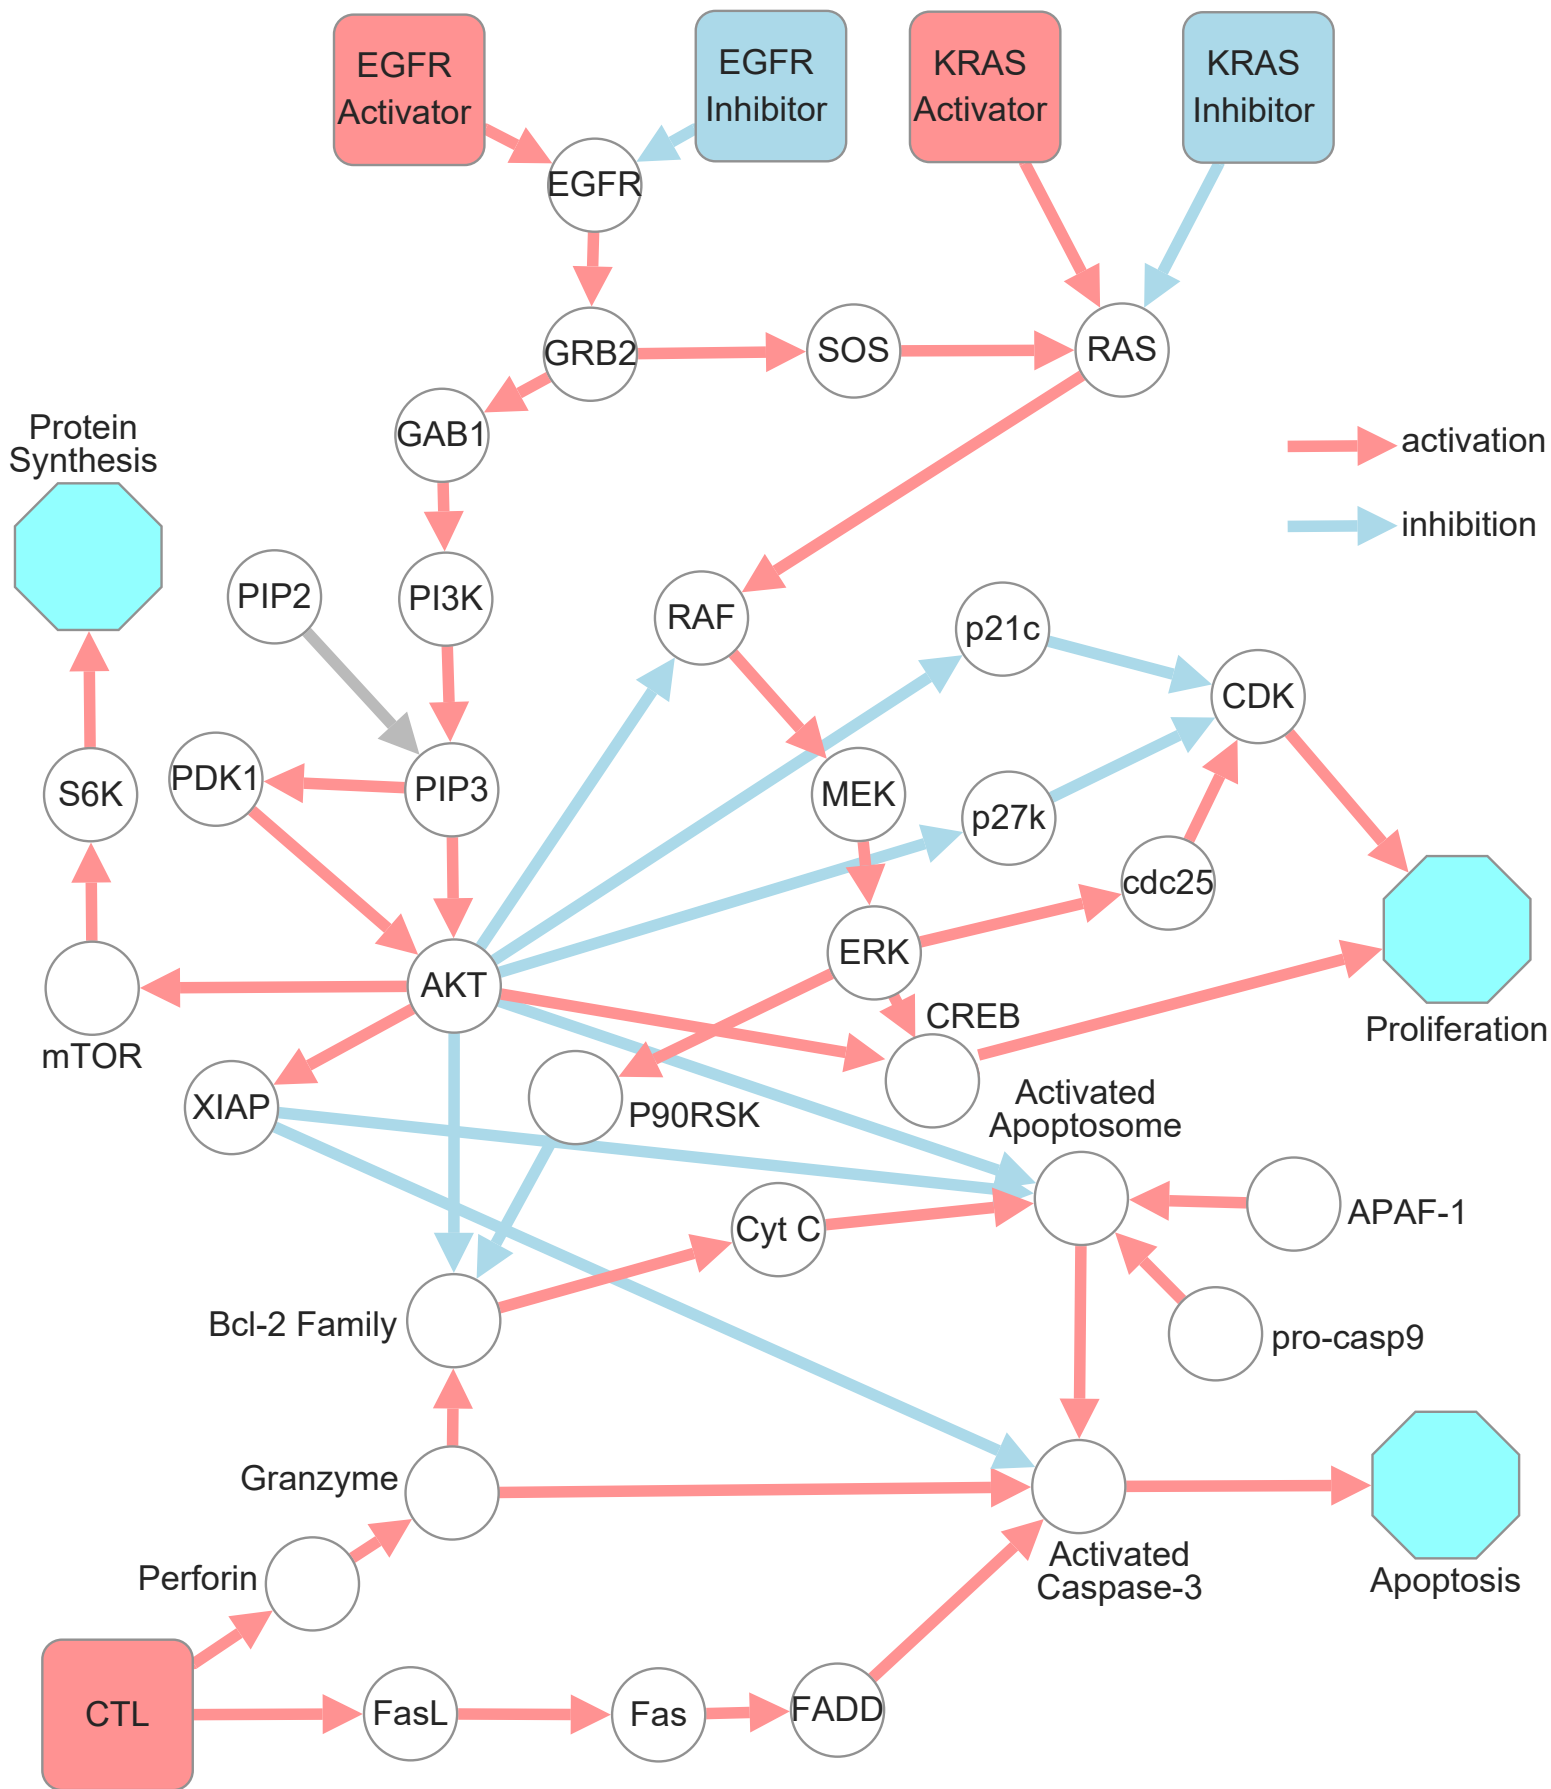 EGFR
Activator
EGFR
Inhibitor
KRAS
Activator
KRAS
Inhibitor
EGFR
GRB2
SOS
RAS
GAB1
Protein
Synthesis
activation
inhibition
PIP2
PI3K
RAF
p21c
CDK
PDK1
PIP3
S6K
MEK
p27k
cdc25
AKT
ERK
CREB
Proliferation
mTOR
XIAP
P90RSK
Activated
Apoptosome
APAF-1
Cyt C
Bcl-2 Family
pro-casp9
Granzyme
Activated
Caspase-3
Apoptosis
Perforin
CTL
FasL
Fas
FADD